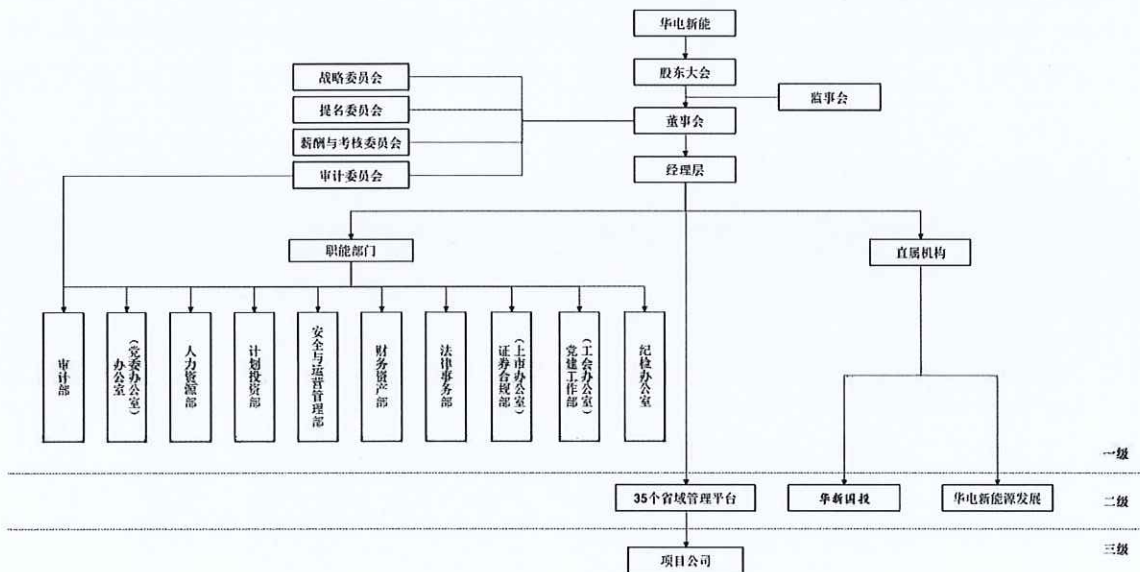 华电新能
股东大会
监事会
董事会
经理层
战略委员会
提名委员会
薪酬与考核委员会
审计委员会
职能部门
直属机构
审计部
（党委办公室）
办公室
人力资源部
计划投资部
安全与运营管理部
财务资产部
法律事务部
（上市办公室）
证券合规部
（工会办公室）
党建工作部
纪检办公室
一级
35个省域管理平台
华新国投
华电新能源发展
二级
项目公司
三级